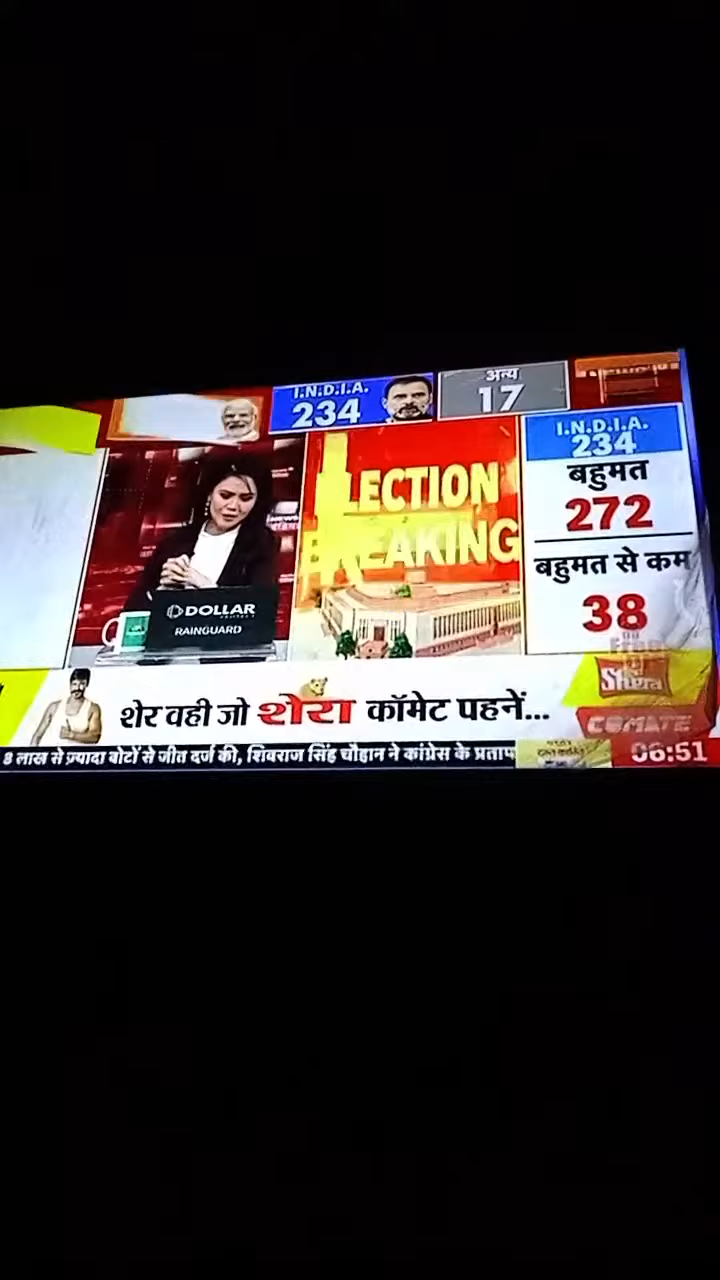 I.N.D.I.A.
234
अन्य
17
I.N.D.I.A.
234
बहुमत
272
बहुमत से कम
38
LECTION
BREAKING
DOLLAR
RAINGUARD
शेर वही जो शेरा कॉमेट पहनें...
Shera
COMATE
8 लाख से ज़्यादा वोटों से जीत दर्ज की, शिवराज सिंह चौहान ने कांग्रेस के प्रताप
06:51